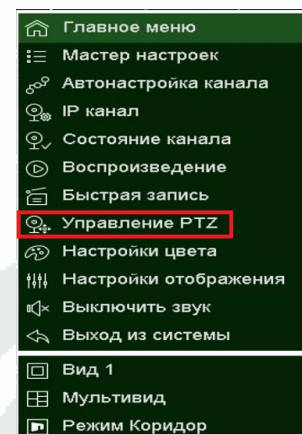 Главное меню
Мастер настроек
Автонастройка канала
IP канал
Состояние канала
Воспроизведение
Быстрая запись
Управление PTZ
Настройки цвета
Настройки отображения
Выключить звук
Выход из системы
Вид 1
Мультивид
Режим Коридор